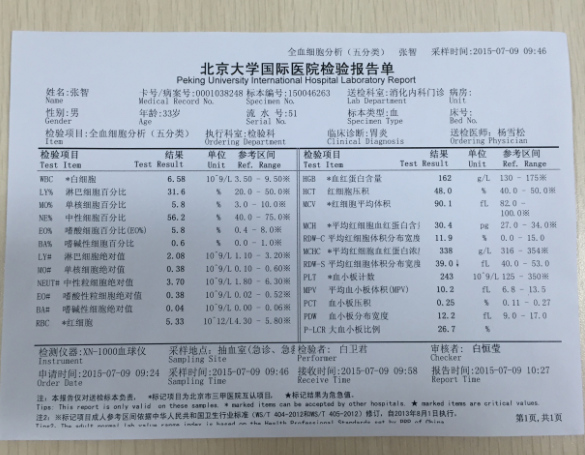 全血细胞分析（五分类） 张智 采样时间:2015-07-09 09:46
北京大学国际医院检验报告单
Peking University International Hospital Laboratory Report
姓名:张智 卡号/病案号:0001038248 标本编号:150046263 送检科室:消化内科门诊 病房:
Name Medical Record No. Specimen No. Lab Department Unit
性别:男 年龄:33岁 流 水 号:51 标本类型:血 床号:
Gender Age Serial No. Specimen Type Bed No.
检验项目:全血细胞分析（五分类） 执行科室:检验科 临床诊断:胃炎 送检医师:杨雪松
Item Ordering Department Clinical Diagnosis Ordering Physician
检验项目 结果 单位 参考区间 检验项目 结果 单位 参考区间
Test Item Test Result Unit Ref. Range Test Item Test Result Unit Ref. Range
WBC *白细胞 6.58 10^9/L 3.50 - 9.50※ HGB *血红蛋白含量 162 g/L 130 - 175※
LY% 淋巴细胞百分比 31.6 % 20.0 - 50.0※ HCT 红细胞压积 48.0 % 40.0 - 50.0※
MO% 单核细胞百分比 5.8 % 3.0 - 10.0※ MCV *红细胞平均体积 90.1 fL 82.0 - 100.0※
NE% 中性细胞百分比 56.2 % 40.0 - 75.0※
EO% 嗜酸细胞百分比(EO%) 5.8 % 0.4 - 8.0※ MCH *平均红细胞血红蛋白含 30.4 pg 27.0 - 34.0※
BA% 嗜碱性细胞百分比 0.6 % 0.0 - 1.0※ RDW-C 平均红细胞体积分布宽度 11.9 % 0.0 - 15.0
LY# 淋巴细胞绝对值 2.08 10^9/L 1.10 - 3.20※ MCHC *平均红细胞血红蛋白浓 338 g/L 316 - 354※
MO# 单核细胞绝对值 0.38 10^9/L 0.10 - 0.60※ RDW-S 平均红细胞体积分布宽度 39.0↓ fL 40.0 - 53.0
NEUT# 中性粒细胞绝对值 3.70 10^9/L 1.80 - 6.30※ PLT *血小板计数 243 10^9/L 125 - 350※
EO# 嗜酸性粒细胞绝对值 0.38 10^9/L 0.02 - 0.52※ MPV 平均血小板体积(MPV) 10.2 fL 6.8 - 13.5
BA# 嗜碱性细胞绝对值 0.04 10^9/L 0.00 - 0.06※ PCT 血小板压积 0.25 % 0.11 - 0.27
RBC *红细胞 5.33 10^12/L 4.30 - 5.80※ PDW 血小板分布宽度 12.2 fL 9.0 - 17.0
P-LCR 大血小板比例 26.7 %
检测仪器:XN-1000血球仪 采样地点: 抽血室(急诊、急 检验者: 白卫君 审核者: 白恒莹
Instrument Sampling Site Performer Checker
申请时间:2015-07-09 09:24 采样时间:2015-07-09 09:46 接收时间:2015-07-09 09:58 报告时间:2015-07-09 10:27
Order Time Sampling Time Receive Time Report Time
注: 本报告仅对送检标本负责. *标记项目为北京市三甲医院互认项目. ★标记结果为危急值.
Tips: This report is only valid on these samples * marked items can be accepted by other hospitals. ★ marked items are critical values.
注2: ※标记项目成人参考区间依据中华人民共和国卫生行业标准 (WS/T 404-2012和WS/T 405-2012) 修订, 自2013年8月1日执行. 第1页,共1页
Tips2. The adult normal lab value range index is based on the Health Professional Standards set by PRP of China